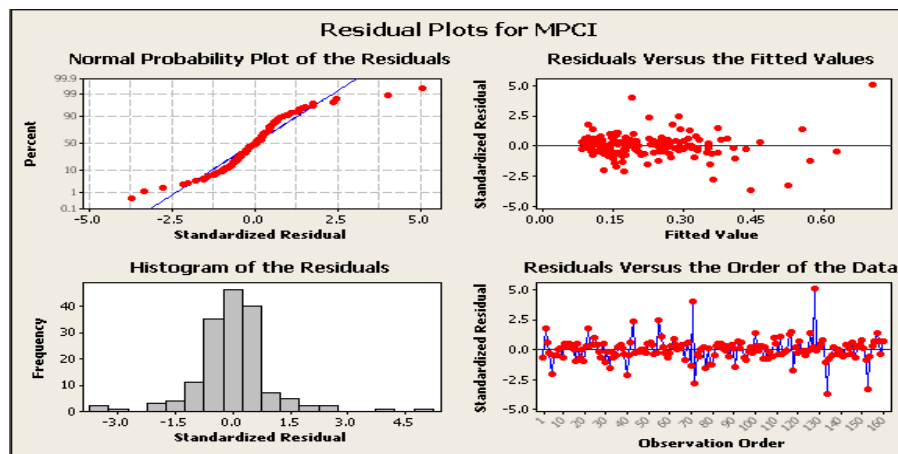 Residual Plots for MPCI
Normal Probability Plot of the Residuals
99.9
99
90
50
10
1
0.1
Percent
-5.0 -2.5 0.0 2.5 5.0
Standardized Residual
Residuals Versus the Fitted Values
5.0
2.5
0.0
-2.5
-5.0
Standardized Residual
0.00 0.15 0.30 0.45 0.60
Fitted Value
Histogram of the Residuals
40
30
20
10
0
Frequency
-3.0 -1.5 0.0 1.5 3.0 4.5
Standardized Residual
Residuals Versus the Order of the Data
5.0
2.5
0.0
-2.5
-5.0
Standardized Residual
1 10 20 30 40 50 60 70 80 90 100 110 120 130 140 150 160
Observation Order